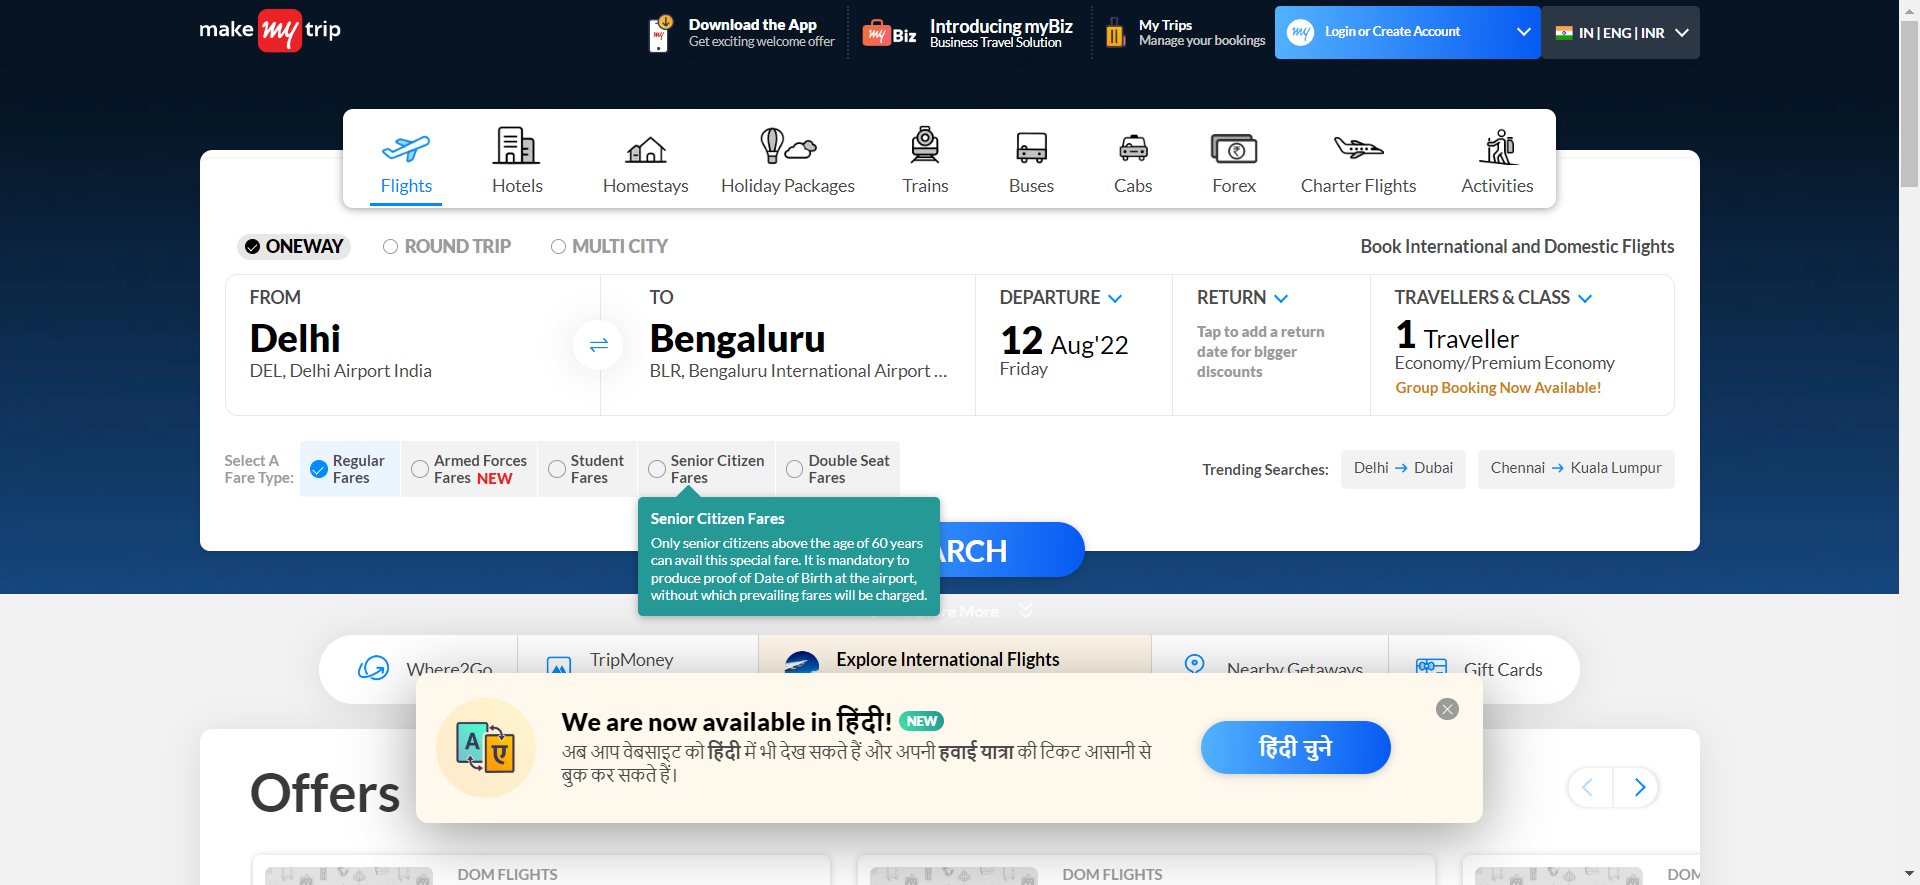 make my trip
Download the App
Get exciting welcome offer
my Biz
Introducing myBiz
Business Travel Solution
My Trips
Manage your bookings
my
Login or Create Account
IN | ENG | INR
Flights
Hotels
Homestays
Holiday Packages
Trains
Buses
Cabs
Forex
Charter Flights
Activities
ONEWAY
ROUND TRIP
MULTI CITY
Book International and Domestic Flights
FROM
Delhi
DEL, Delhi Airport India
TO
Bengaluru
BLR, Bengaluru International Airport ...
DEPARTURE
12 Aug'22
Friday
RETURN
Tap to add a return
date for bigger
discounts
TRAVELLERS & CLASS
1 Traveller
Economy/Premium Economy
Group Booking Now Available!
Select A
Fare Type:
Regular
Fares
Armed Forces
Fares NEW
Student
Fares
Senior Citizen
Fares
Double Seat
Fares
Trending Searches:
Delhi → Dubai
Chennai → Kuala Lumpur
Senior Citizen Fares
Only senior citizens above the age of 60 years
can avail this special fare. It is mandatory to
produce proof of Date of Birth at the airport,
without which prevailing fares will be charged.
ARCH
re More
Where2Go
TripMoney
Explore International Flights
Nearby Getaways
Gift Cards
We are now available in हिंदी! NEW
अब आप वेबसाइट को हिंदी में भी देख सकते हैं और अपनी हवाई यात्रा की टिकट आसानी से
बुक कर सकते हैं।
A
ए
हिंदी चुने
Offers
DOM FLIGHTS
DOM FLIGHTS
DOM